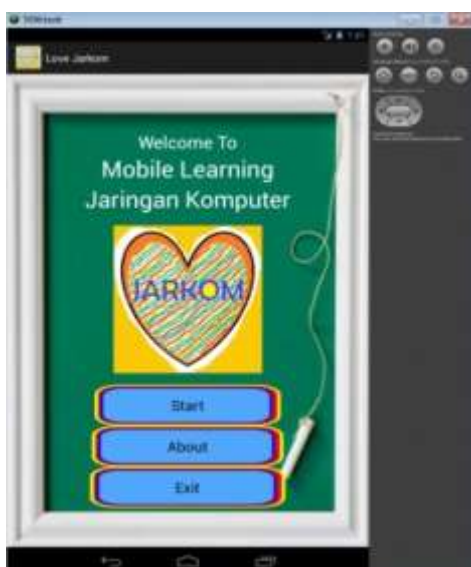 Love Jarkom
Welcome To
Mobile Learning
Jaringan Komputer
JARKOM
Start
About
Exit